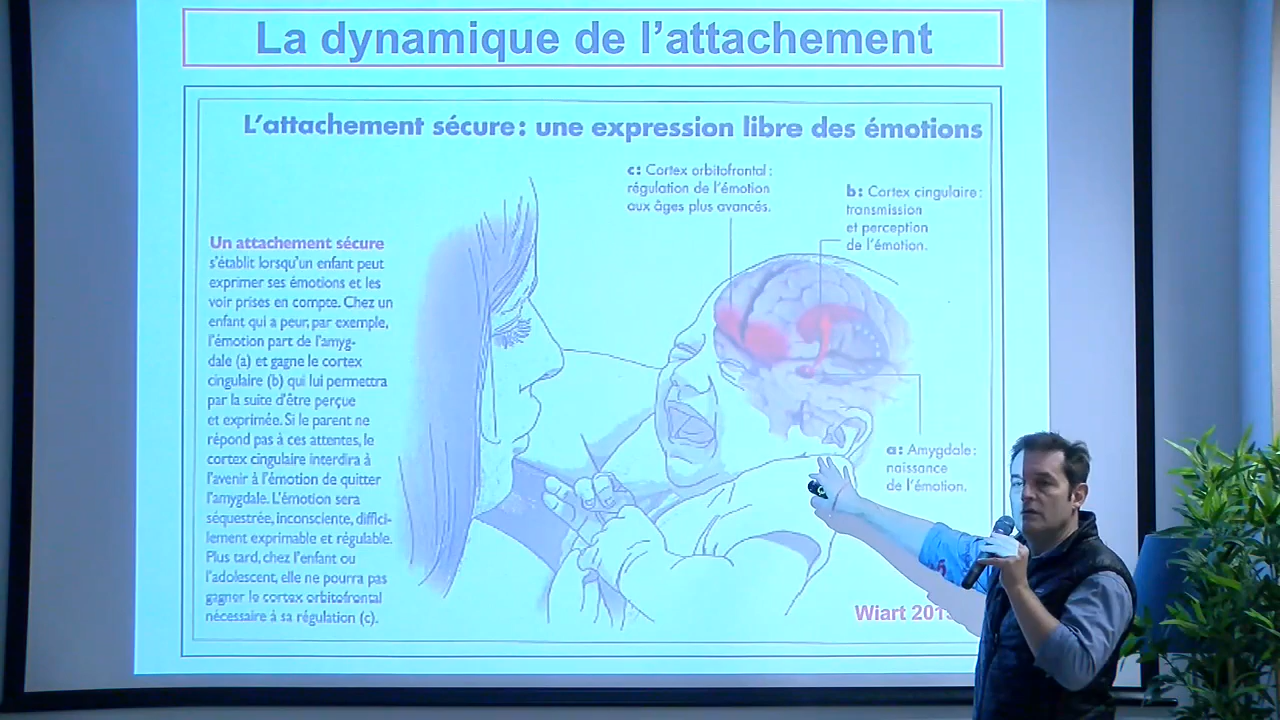 La dynamique de l'attachement
L'attachement sécure : une expression libre des émotions
c : Cortex orbitofrontal :
régulation de l'émotion
aux âges plus avancés.
b : Cortex cingulaire :
transmission
et perception
de l'émotion.
Un attachement sécure
s'établit lorsqu'un enfant peut
exprimer ses émotions et les
voir prises en compte. Chez un
enfant qui a peur, par exemple,
l'émotion part de l'amyg-
dale (a) et gagne le cortex
cingulaire (b) qui lui permettra
par la suite d'être perçue
et exprimée. Si le parent ne
répond pas à ces attentes, le
cortex cingulaire interdira à
l'avenir à l'émotion de quitter
l'amygdale. L'émotion sera
séquestrée, inconsciente, diffici-
lement exprimable et régulable.
Plus tard, chez l'enfant ou
l'adolescent, elle ne pourra pas
gagner le cortex orbitofrontal
nécessaire à sa régulation (c).
a : Amygdale :
naissance
de l'émotion.
Wiart